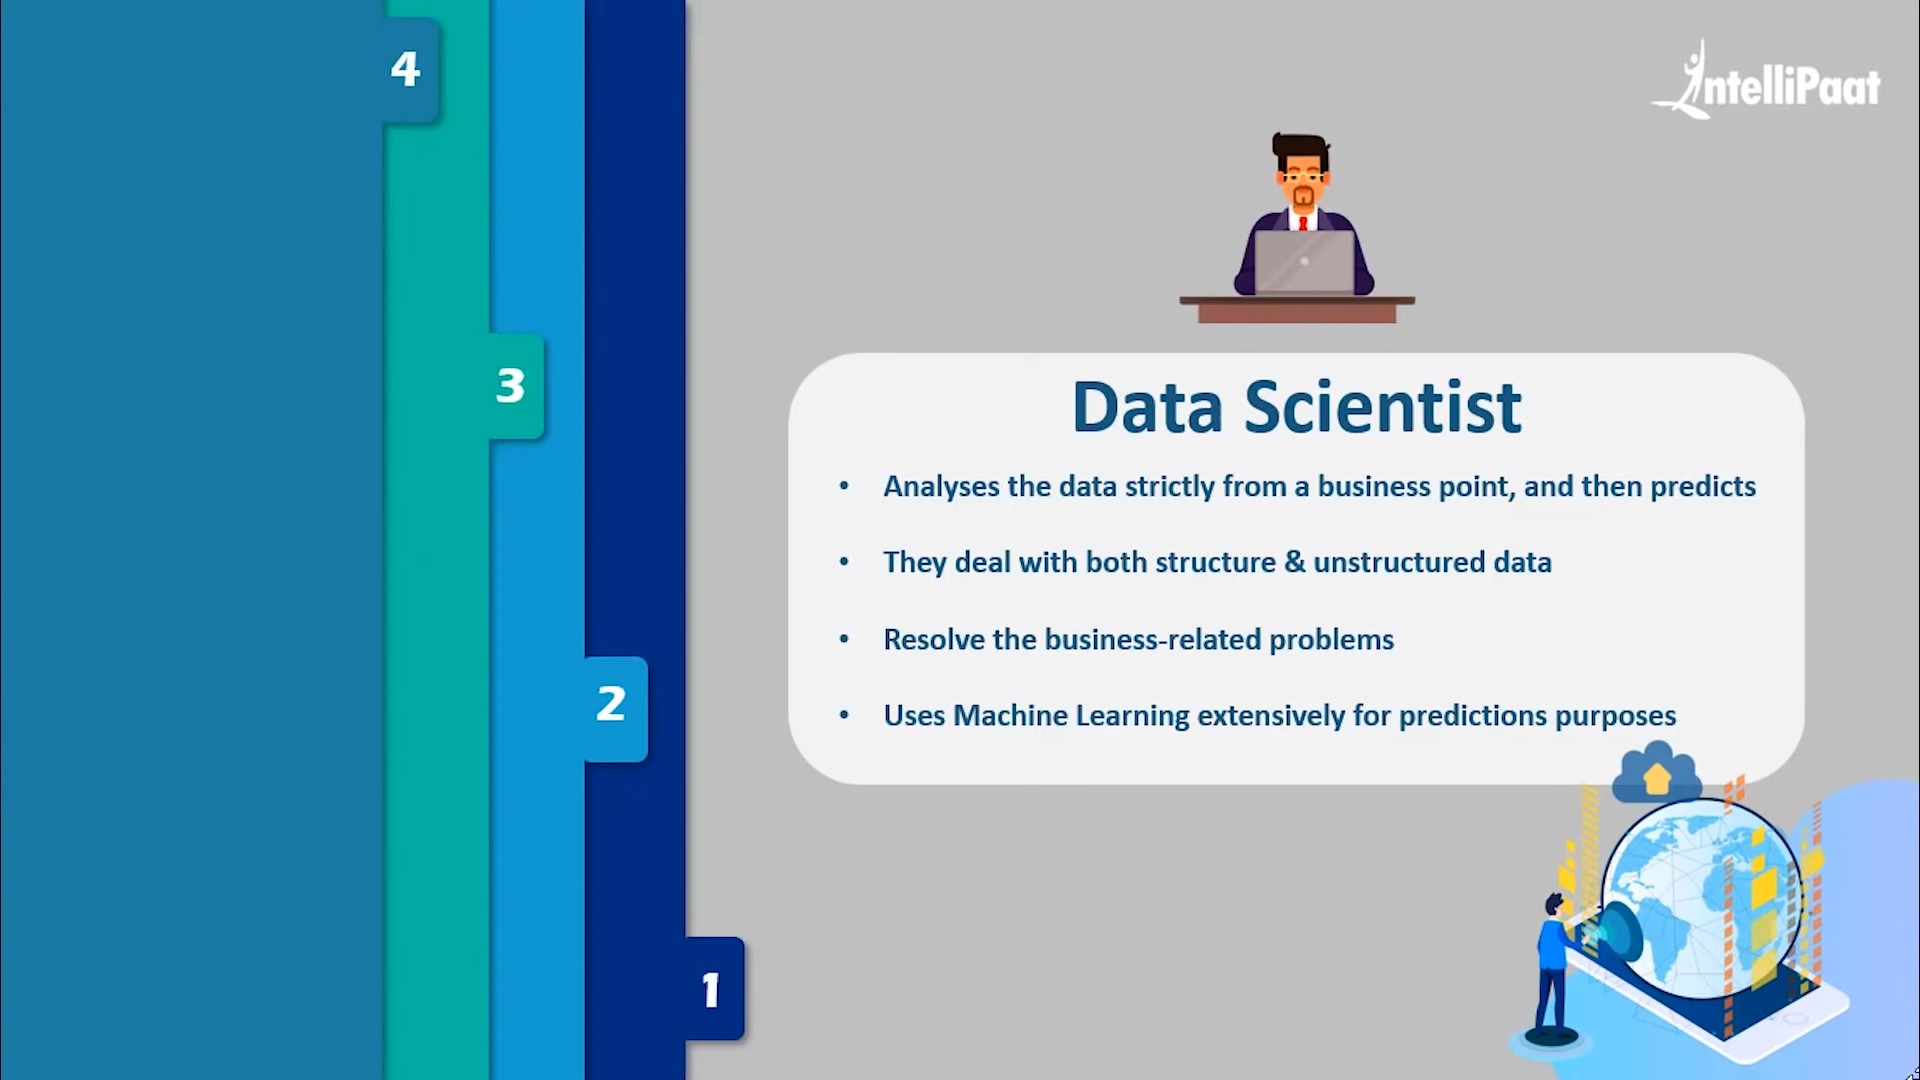 4
IntelliPaat
3
Data Scientist
• Analyses the data strictly from a business point, and then predicts
• They deal with both structure & unstructured data
• Resolve the business-related problems
• Uses Machine Learning extensively for predictions purposes
2
1